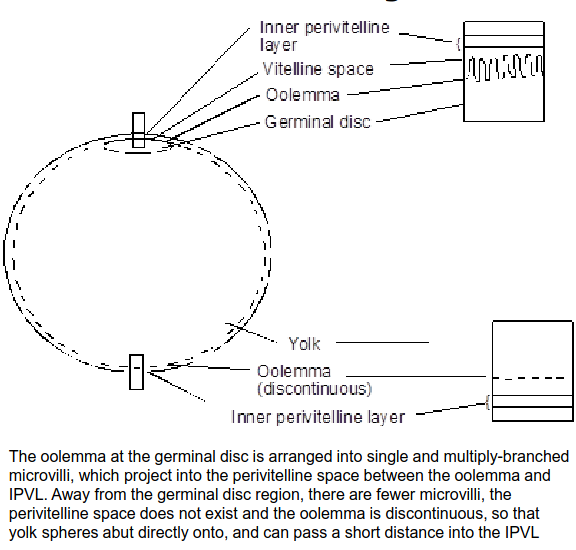 Inner perivitelline
layer
Vitelline space
Oolemma
Germinal disc
Yolk
Oolemma
(discontinuous)
Inner perivitelline layer
The oolemma at the germinal disc is arranged into single and multiply-branched
microvilli, which project into the perivitelline space between the oolemma and
IPVL. Away from the germinal disc region, there are fewer microvilli, the
perivitelline space does not exist and the oolemma is discontinuous, so that
yolk spheres abut directly onto, and can pass a short distance into the IPVL